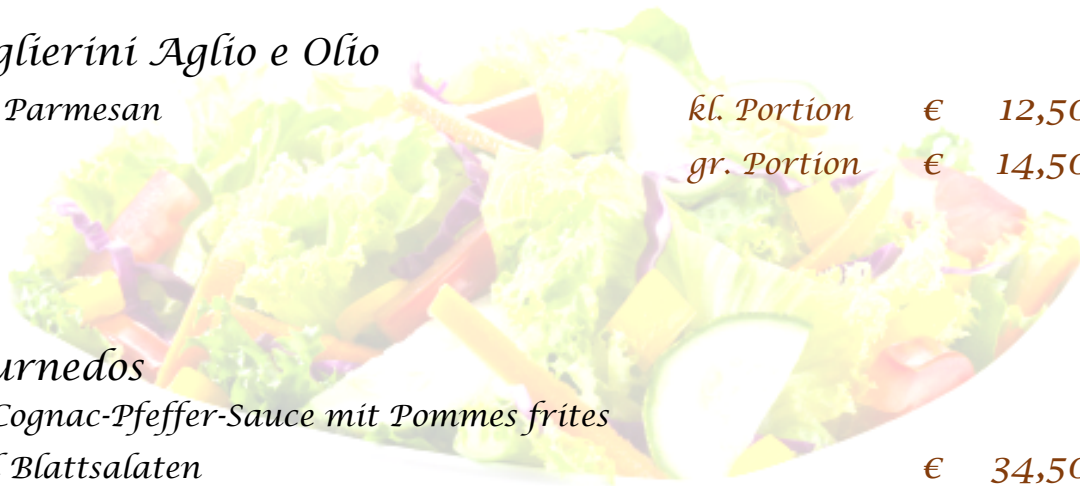 glierini Aglio e Olio
Parmesan kl. Portion € 12,50
gr. Portion € 14,50
urnedos
Cognac-Pfeffer-Sauce mit Pommes frites
Blattsalaten € 34,50